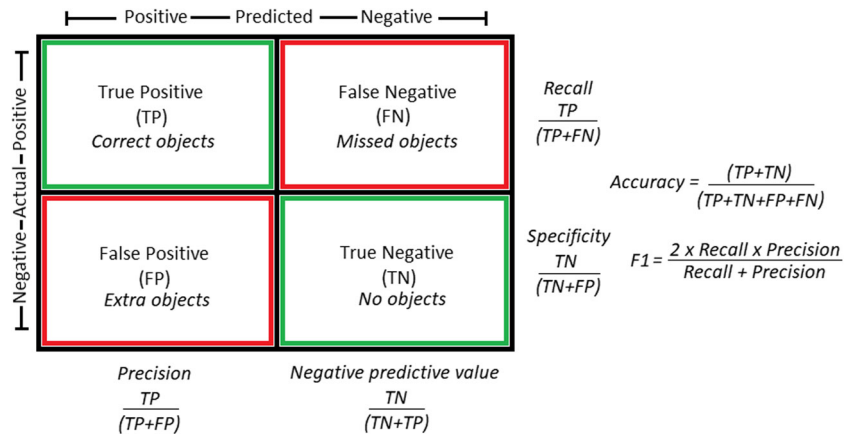 Positive Predicted Negative
Negative Actual Positive
True Positive
(TP)
Correct objects
False Negative
(FN)
Missed objects
Recall
TP
(TP+FN)
False Positive
(FP)
Extra objects
True Negative
(TN)
No objects
Specificity
TN
(TN+FP)
Accuracy = (TP+TN)
(TP+TN+FP+FN)
F1 = 2 x Recall x Precision
Recall + Precision
Precision
TP
(TP+FP)
Negative predictive value
TN
(TN+TP)